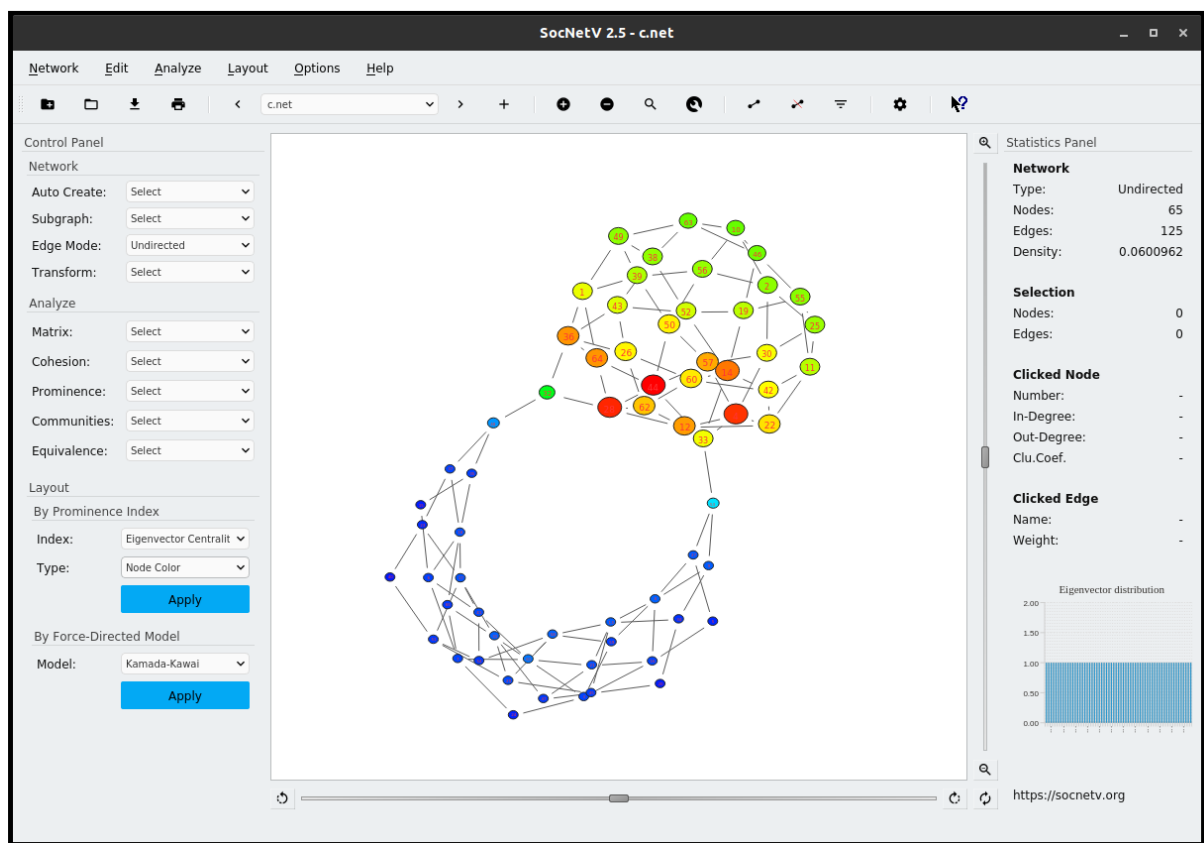 SocNetV 2.5 - c.net
Network Edit Analyze Layout Options Help
c.net
Control Panel
Network
Auto Create: Select
Subgraph: Select
Edge Mode: Undirected
Transform: Select
Analyze
Matrix: Select
Cohesion: Select
Prominence: Select
Communities: Select
Equivalence: Select
Layout
By Prominence Index
Index: Eigenvector Centralit
Type: Node Color
Apply
By Force-Directed Model
Model: Kamada-Kawai
Apply
49
38
56
39
2
1
55
43
52
19
50
25
36
26
30
64
57
14
11
60
44
42
62
12
22
33
Statistics Panel
Network
Type: Undirected
Nodes: 65
Edges: 125
Density: 0.0600962
Selection
Nodes: 0
Edges: 0
Clicked Node
Number: -
In-Degree: -
Out-Degree: -
Clu.Coef. -
Clicked Edge
Name: -
Weight: -
Eigenvector distribution
2.00
1.50
1.00
0.50
0.00
https://socnetv.org